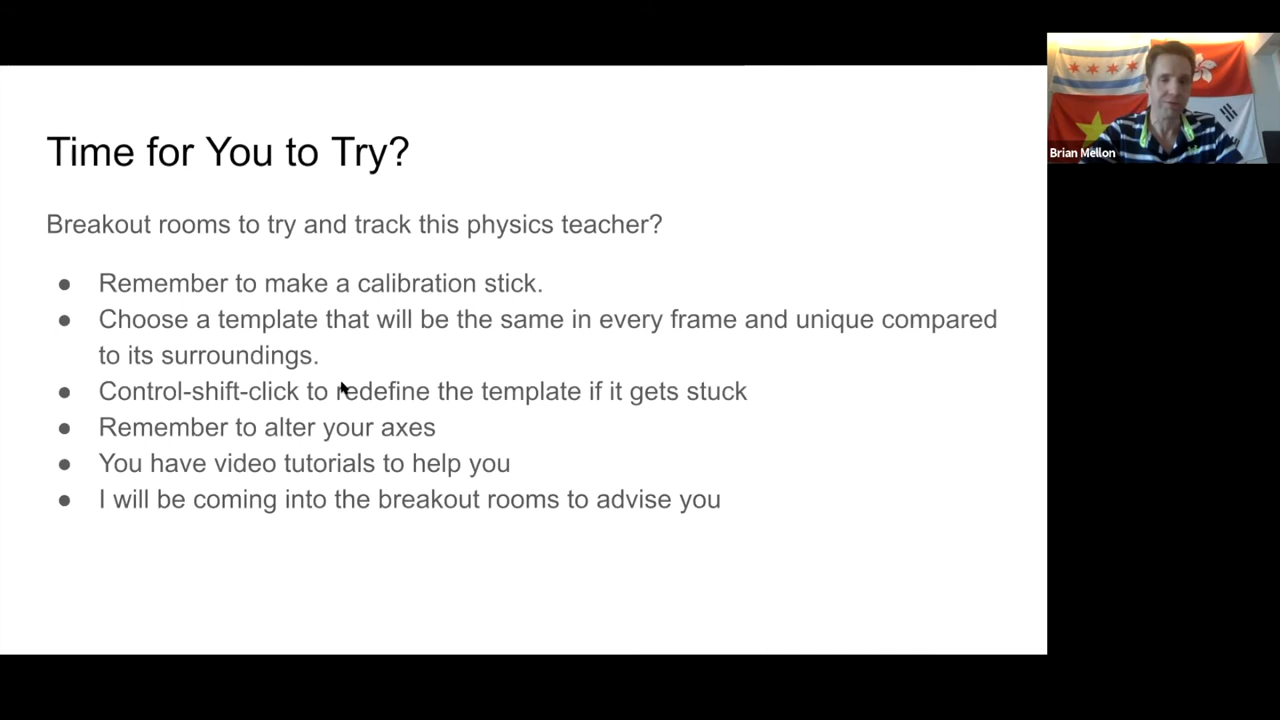 Time for You to Try?
Breakout rooms to try and track this physics teacher?
● Remember to make a calibration stick.
● Choose a template that will be the same in every frame and unique compared
to its surroundings.
● Control-shift-click to redefine the template if it gets stuck
● Remember to alter your axes
● You have video tutorials to help you
● I will be coming into the breakout rooms to advise you
Brian Mellon